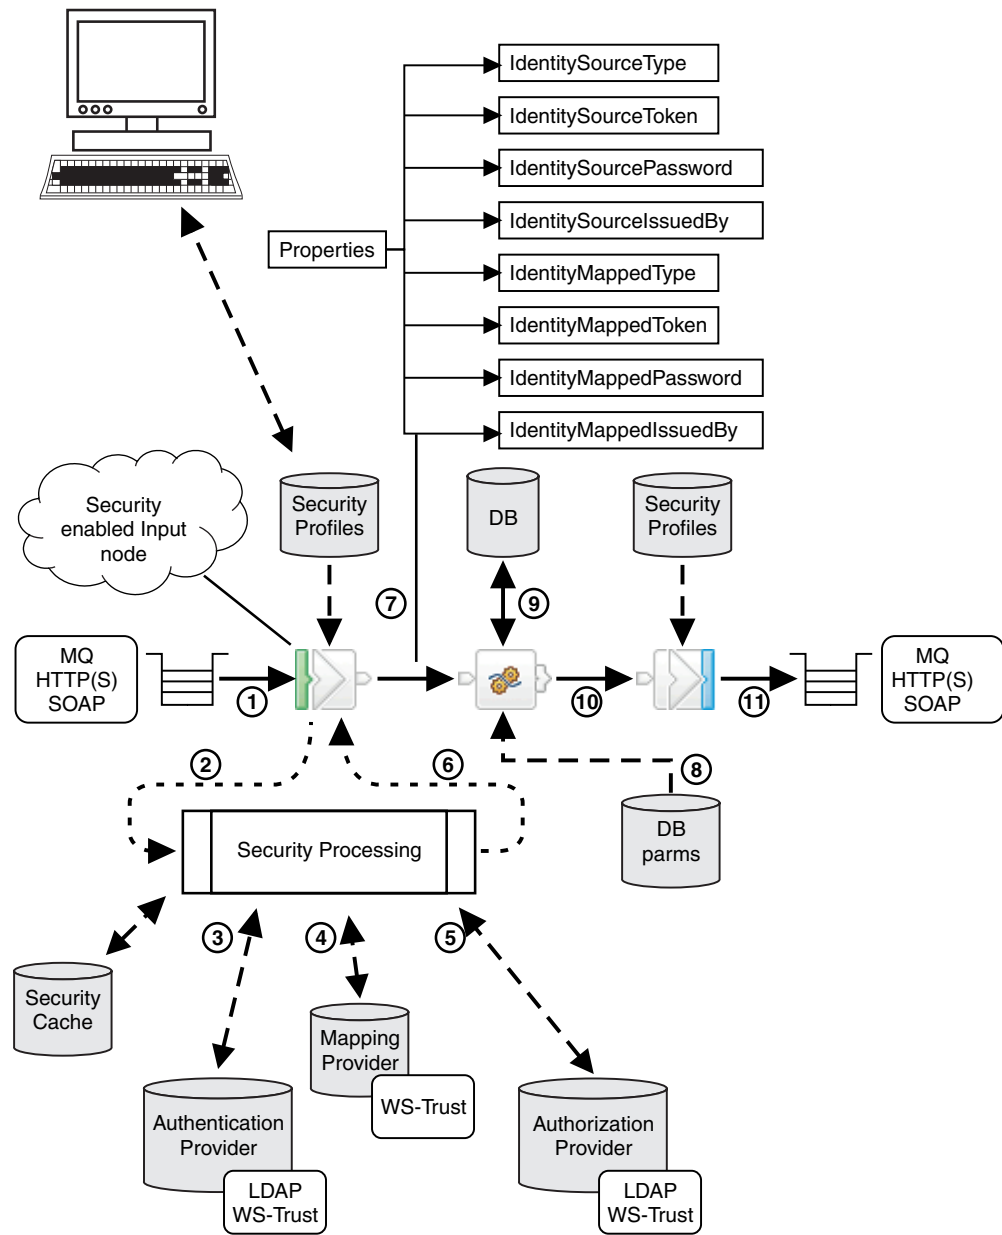 IdentitySourceType
IdentitySourceToken
IdentitySourcePassword
IdentitySourceIssuedBy
Properties
IdentityMappedType
IdentityMappedToken
IdentityMappedPassword
IdentityMappedIssuedBy
Security
enabled Input
node
Security
Profiles
DB
Security
Profiles
7
9
MQ
HTTP(S)
SOAP
1
10
11
MQ
HTTP(S)
SOAP
2
6
8
Security Processing
DB
parms
3
4
5
Security
Cache
Mapping
Provider
WS-Trust
Authentication
Provider
LDAP
WS-Trust
Authorization
Provider
LDAP
WS-Trust